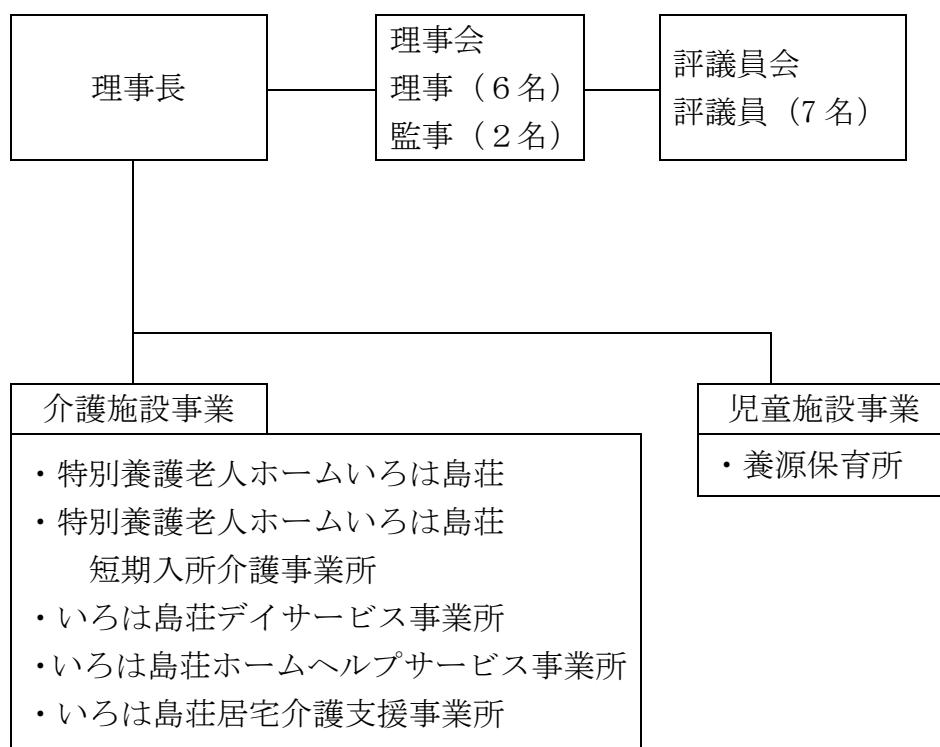 理事長
理事会
理事（６名）
監事（２名）
評議員会
評議員（7 名）
介護施設事業
・特別養護老人ホームいろは島荘
・特別養護老人ホームいろは島荘
短期入所介護事業所
・いろは島荘デイサービス事業所
・いろは島荘ホームヘルプサービス事業所
・いろは島荘居宅介護支援事業所
児童施設事業
・養源保育所